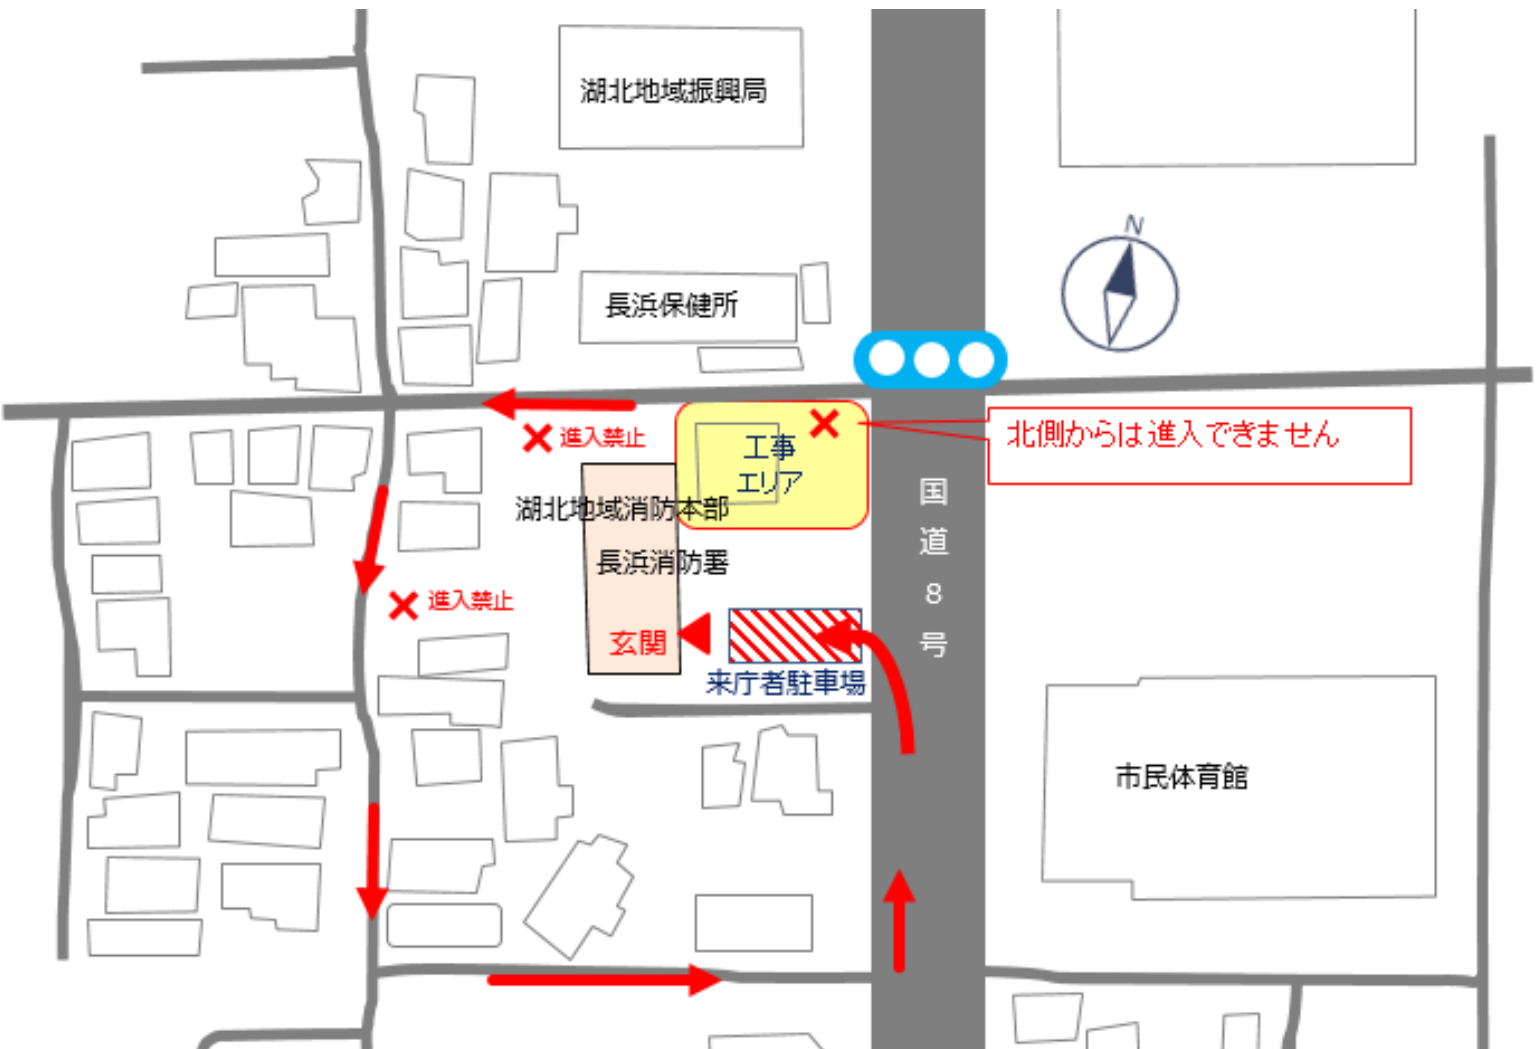 湖北地域振興局
N
長浜保健所
北側からは進入できません
進入禁止
工事
エリア
国道8号
湖北地域消防本部
長浜消防署
進入禁止
玄関
来庁者駐車場
市民体育館